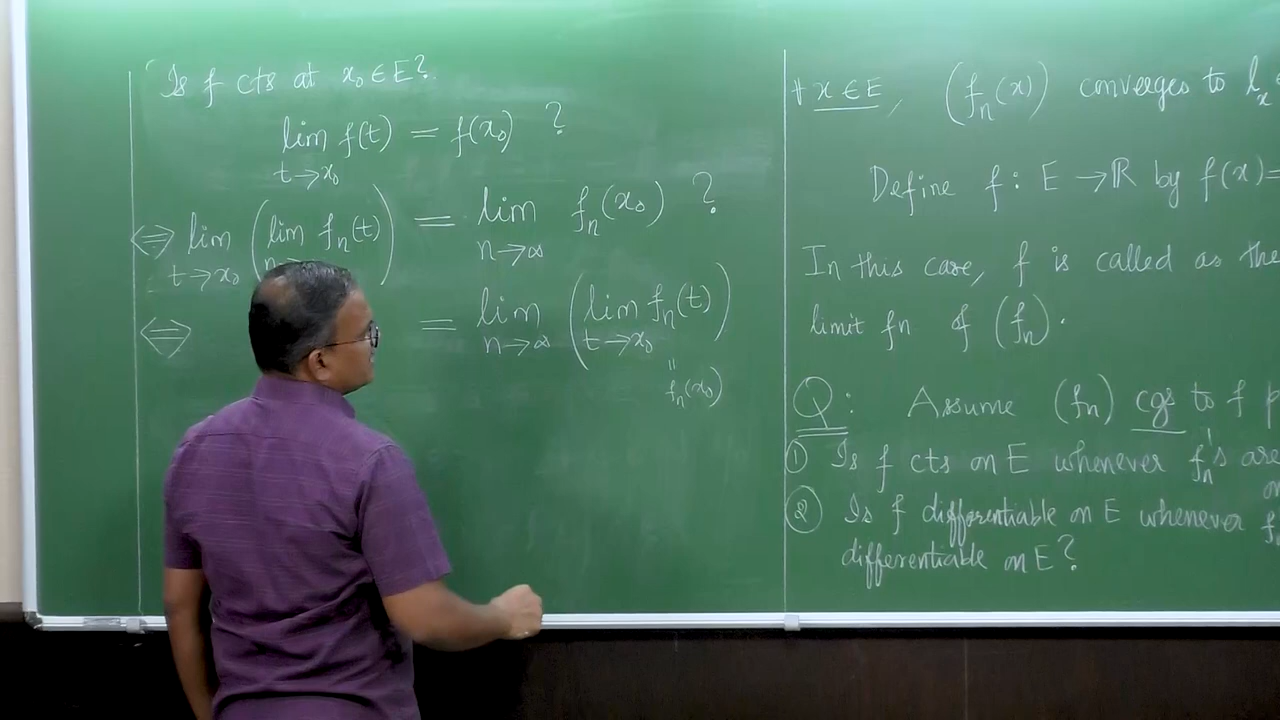 Is f cts at x₀ ∈ E?
lim f(t) = f(x₀) ?
t→x₀
⇔ lim (lim fₙ(t)) = lim fₙ(x₀) ?
t→x₀ n→ n→∞
⇔ = lim (lim fₙ(t))
n→∞ t→x₀
"
fₙ(x₀)
∀ x ∈ E, (fₙ(x)) converges to lₓ
Define f : E → ℝ by f(x)=
In this case, f is called as the
limit fn of (fₙ).
Q: Assume (fₙ) cgs to f
① Is f cts on E whenever fₙ's are
② Is f differentiable on E whenever fₙ
differentiable on E?